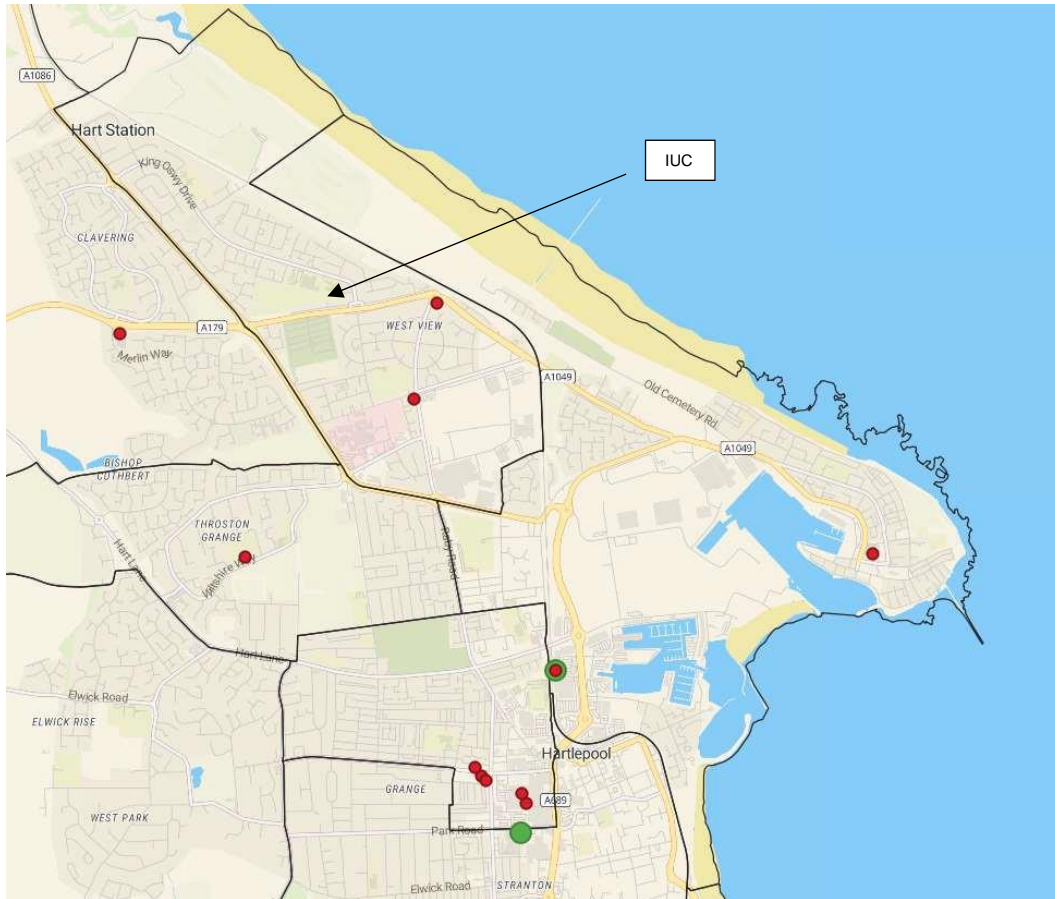 A1086
Hart Station
King Oswy Drive
IUC
CLAVERING
A179
WEST VIEW
Merlin Way
A1049
Old Cemetery Rd
A1049
BISHOP
CUTHBERT
THROSTON
GRANGE
Hart Lane
Wiltshire Way
Raby Road
Hart Lane
Elwick Road
ELWICK RISE
Hartlepool
GRANGE
A689
WEST PARK
Park Road
Elwick Road
STRANTON